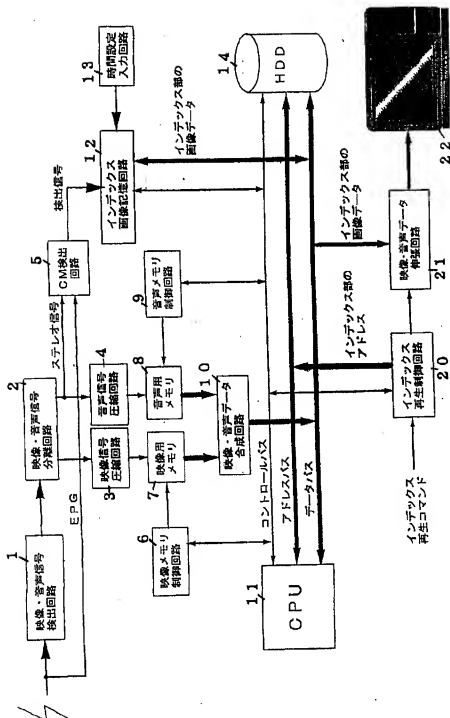 1
映像・音声信号
検出回路
EPG
2
映像・音声信号
分離回路
ステレオ信号
5
CM検出
回路
検出信号
13
時間設定
入力回路
12
インデックス
画像記憶回路
3
映像信号
圧縮回路
4
音声信号
圧縮回路
6
映像メモリ
制御回路
7
映像用
メモリ
8
音声用
メモリ
9
音声メモリ
制御回路
10
映像・音声データ
合成回路
インデックス部の
画像データ
コントロールバス
アドレスバス
データバス
11
CPU
14
HDD
インデックス
再生コマンド
20
インデックス
再生制御回路
インデックス部の
アドレス
インデックス部の
画像データ
21
映像・音声データ
伸張回路
22